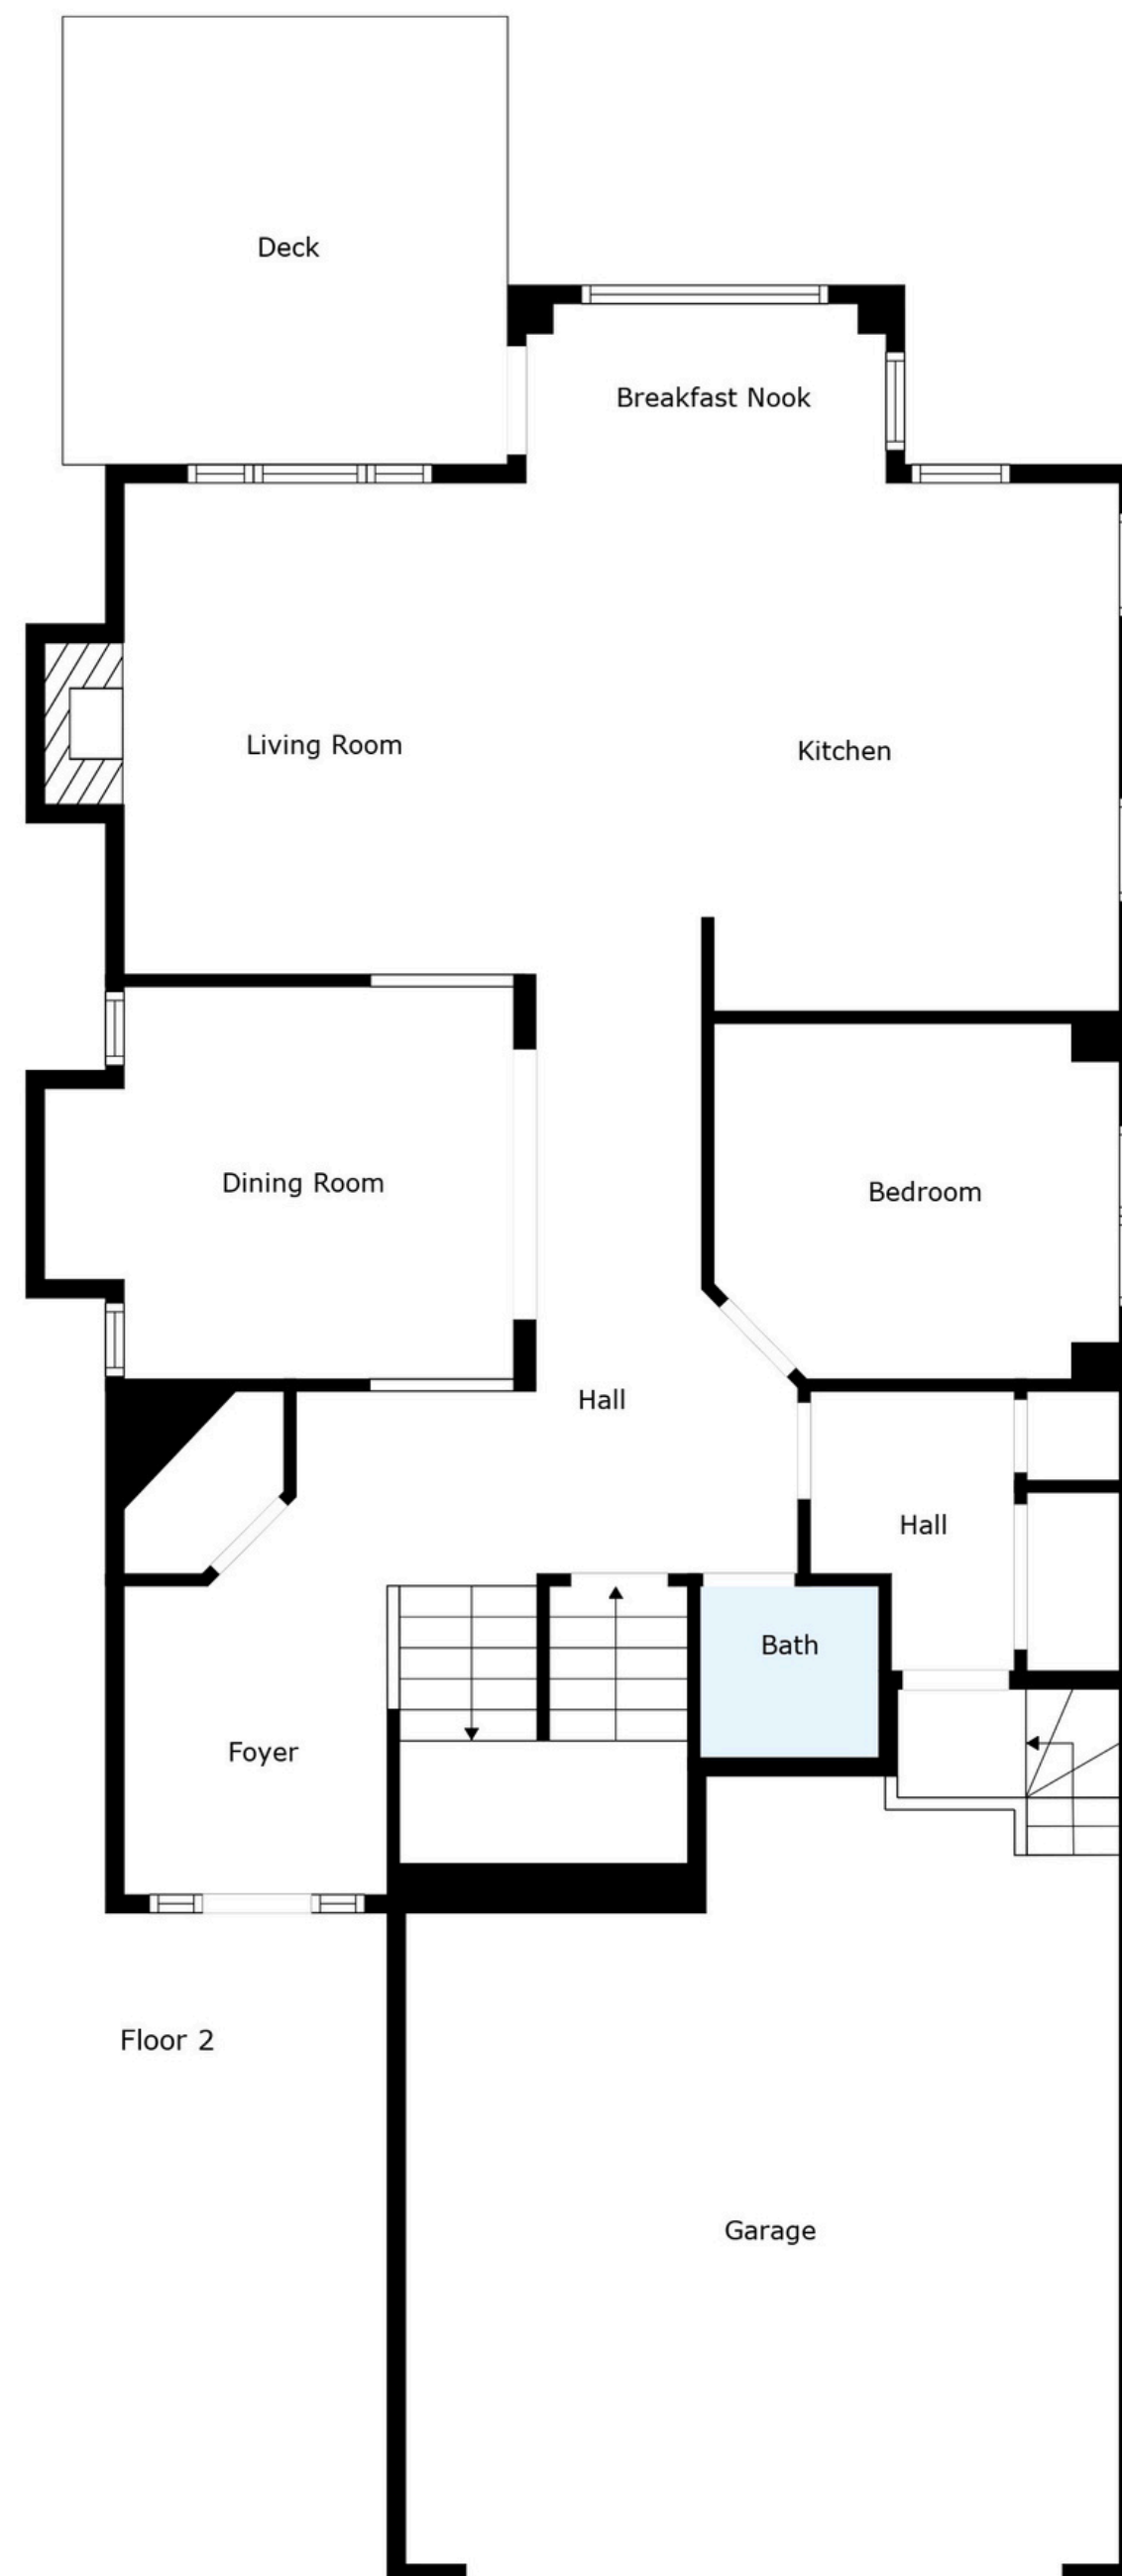 Deck
Breakfast Nook
Living Room
Kitchen
Dining Room
Bedroom
Hall
Hall
Bath
Foyer
Floor 2
Garage